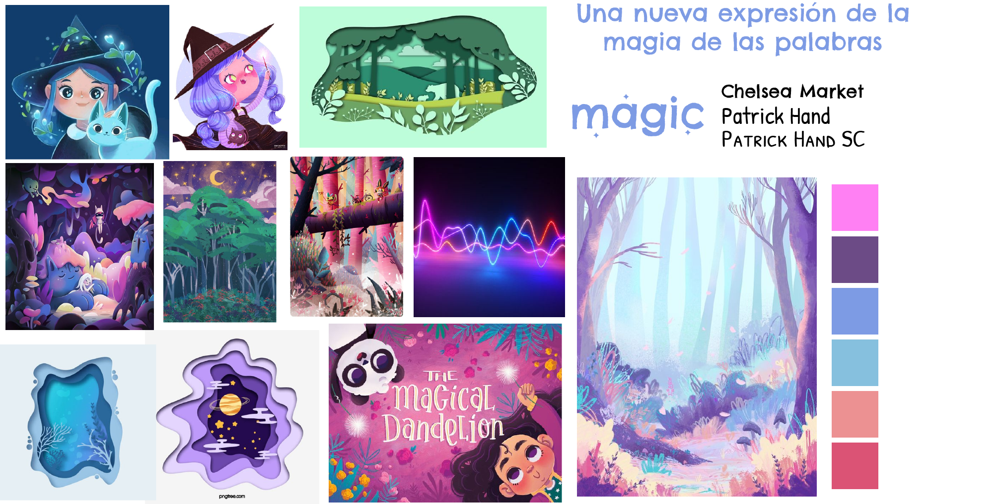 Una nueva expresión de la
magia de las palabras
magic
Chelsea Market
Patrick Hand
PATRICK HAND SC
THE
MaGicaL
DandeLion
pngtree.com